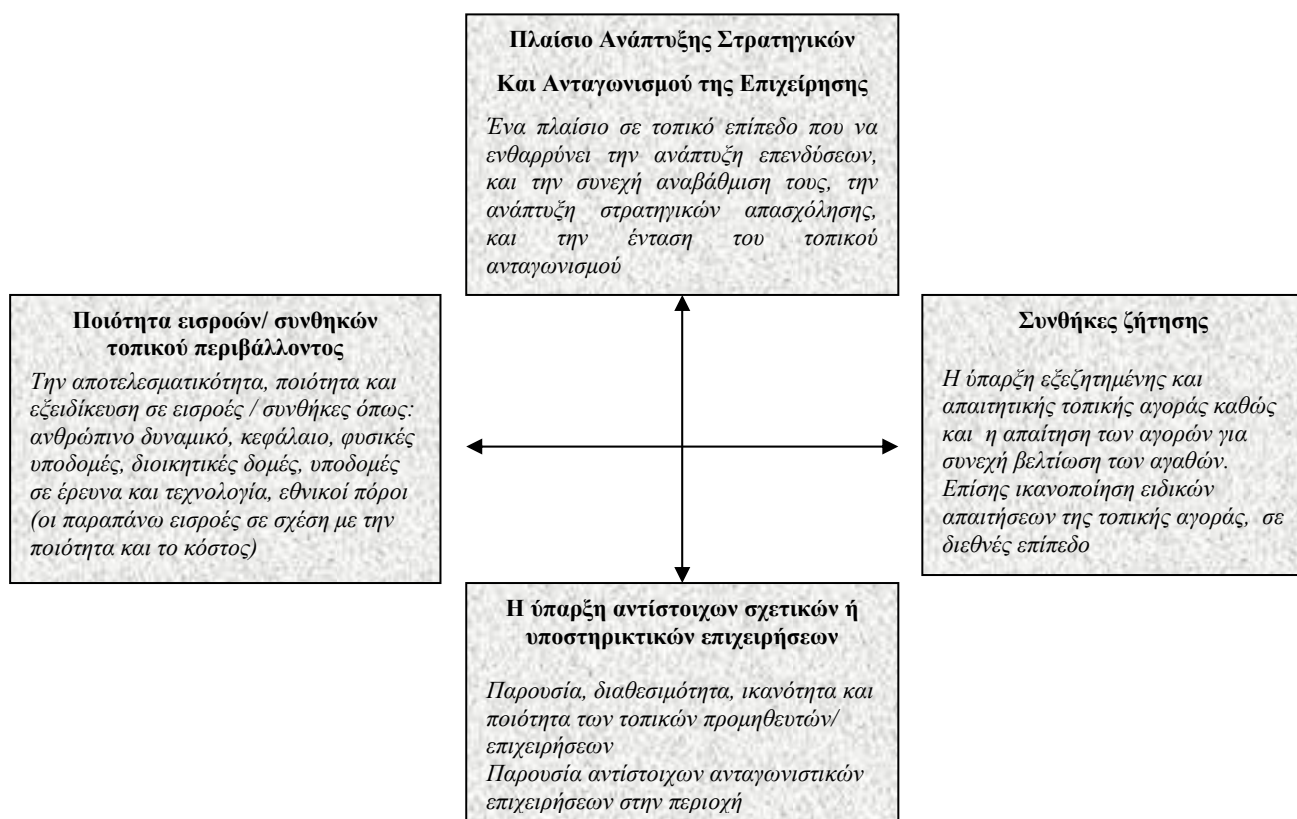 Πλαίσιο Ανάπτυξης Στρατηγικών
Και Ανταγωνισμού της Επιχείρησης
Ένα πλαίσιο σε τοπικό επίπεδο που να
ενθαρρύνει την ανάπτυξη επενδύσεων,
και την συνεχή αναβάθμιση τους, την
ανάπτυξη στρατηγικών απασχόλησης,
και την ένταση του τοπικού
ανταγωνισμού
Ποιότητα εισροών/ συνθηκών
τοπικού περιβάλλοντος
Την αποτελεσματικότητα, ποιότητα και
εξειδίκευση σε εισροές / συνθήκες όπως:
ανθρώπινο δυναμικό, κεφάλαιο, φυσικές
υποδομές, διοικητικές δομές, υποδομές
σε έρευνα και τεχνολογία, εθνικοί πόροι
(οι παραπάνω εισροές σε σχέση με την
ποιότητα και το κόστος)
Συνθήκες ζήτησης
Η ύπαρξη εξεζητημένης και
απαιτητικής τοπικής αγοράς καθώς
και η απαίτηση των αγορών για
συνεχή βελτίωση των αγαθών.
Επίσης ικανοποίηση ειδικών
απαιτήσεων της τοπικής αγοράς, σε
διεθνές επίπεδο
Η ύπαρξη αντίστοιχων σχετικών ή
υποστηρικτικών επιχειρήσεων
Παρουσία, διαθεσιμότητα, ικανότητα και
ποιότητα των τοπικών προμηθευτών/
επιχειρήσεων
Παρουσία αντίστοιχων ανταγωνιστικών
επιχειρήσεων στην περιοχή